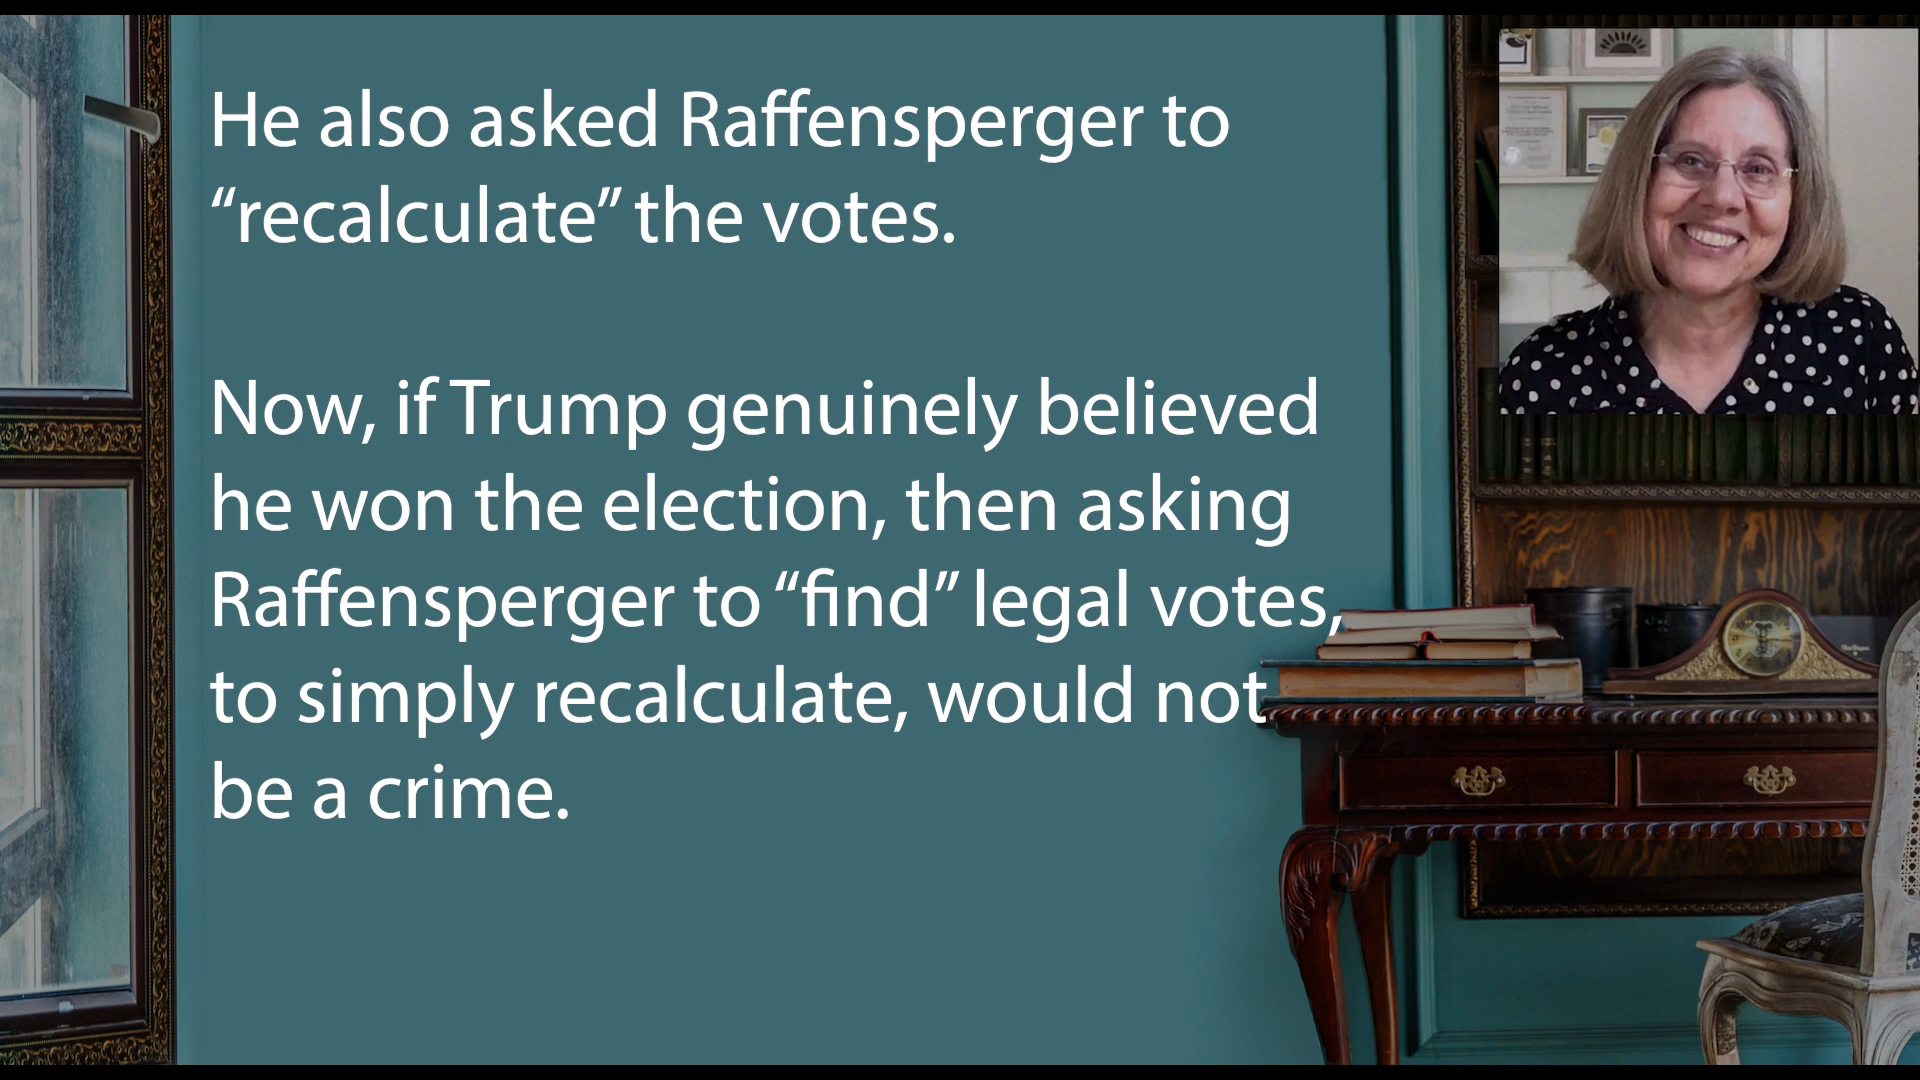 He also asked Raffensperger to
“recalculate” the votes.
Now, if Trump genuinely believed
he won the election, then asking
Raffensperger to “find” legal votes,
to simply recalculate, would not
be a crime.